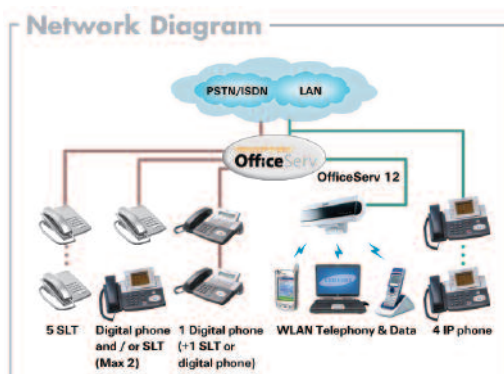 Network Diagram
PSTN/ISDN LAN
OfficeServ
OfficeServ 12
SAMSUNG
5 SLT
Digital phone
and / or SLT
(Max 2)
1 Digital phone
(+1 SLT or
digital phone)
WLAN Telephony & Data
4 IP phone